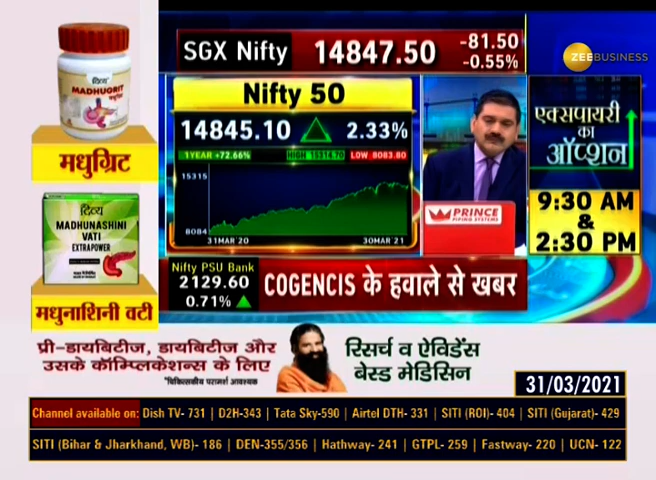 SGX Nifty 14847.50 -81.50
-0.55%
ZEE BUSINESS
दिव्य
MADHUGRIT
मधुग्रिट
दिव्य
MADHUNASHINI
VATI
EXTRAPOWER
मधुनाशिनी वटी
Nifty 50
14845.10 2.33%
1 YEAR +72.66% HIGH 15314.70 LOW 8083.80
15315
8084
31MAR'20 30MAR'21
PRINCE
PIPING SYSTEMS
एक्सपायरी
का
ऑप्शन
9:30 AM
&
2:30 PM
Nifty PSU Bank
2129.60
0.71%
COGENCIS के हवाले से खबर
प्री-डायबिटीज, डायबिटीज और
उसके कॉम्प्लिकेशन्स के लिए
*चिकित्सकीय परामर्श आवश्यक
रिसर्च व ऐविडेंस
बेस्ड मेडिसिन
31/03/2021
Channel available on: Dish TV- 731 | D2H-343 | Tata Sky-590 | Airtel DTH- 331 | SITI (ROI)- 404 | SITI (Gujarat)- 429
SITI (Bihar & Jharkhand, WB)- 186 | DEN-355/356 | Hathway- 241 | GTPL- 259 | Fastway- 220 | UCN- 122